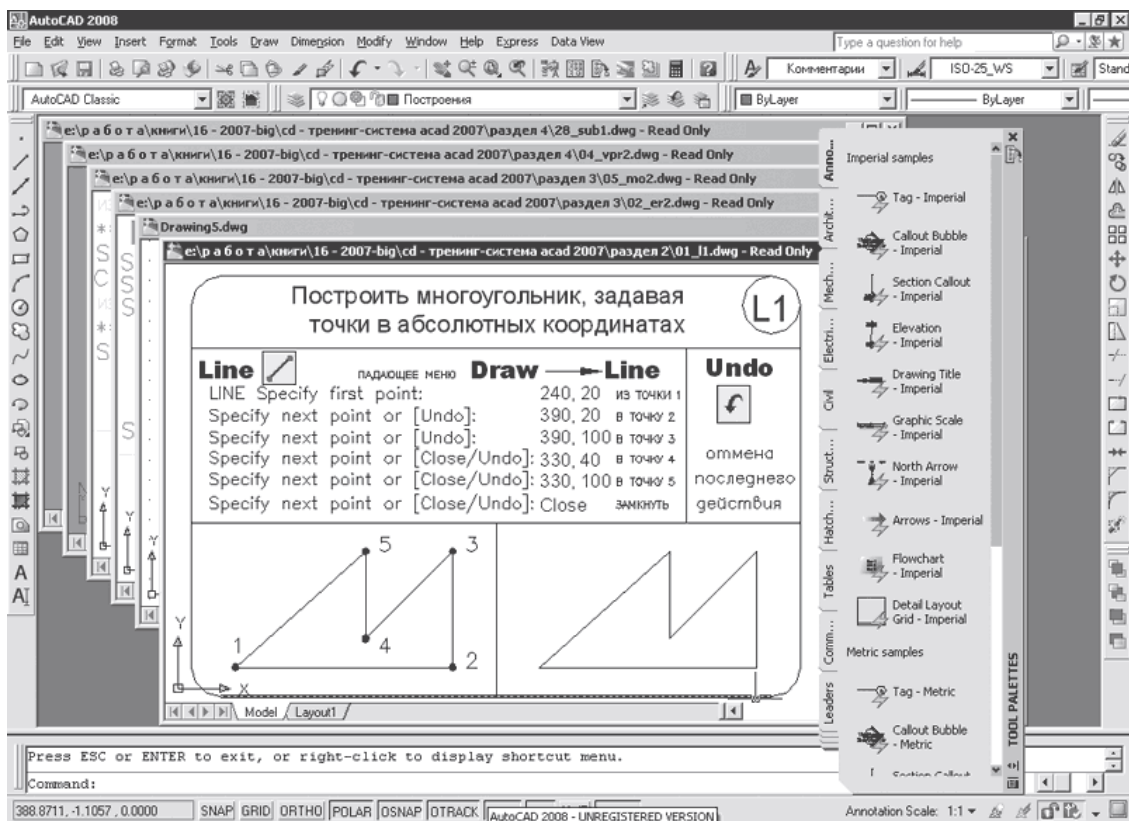 AutoCAD 2008
File Edit View Insert Format Tools Draw Dimension Modify Window Help Express Data View
Type a question for help
Комментарии
ISO-25_WS
Stand
AutoCAD Classic
Построения
ByLayer
ByLayer
e:\р а б о т а\книги\16 - 2007-big\cd - тренинг-система acad 2007\раздел 4\28_sub1.dwg - Read Only
e:\р а б о т а\книги\16 - 2007-big\cd - тренинг-система acad 2007\раздел 4\04_vpr2.dwg - Read Only
e:\р а б о т а\книги\16 - 2007-big\cd - тренинг-система acad 2007\раздел 3\05_mo2.dwg - Read Only
e:\р а б о т а\книги\16 - 2007-big\cd - тренинг-система acad 2007\раздел 3\02_er2.dwg - Read Only
Drawing5.dwg
e:\р а б о т а\книги\16 - 2007-big\cd - тренинг-система acad 2007\раздел 2\01_l1.dwg - Read Only
Построить многоугольник, задавая
точки в абсолютных координатах
L1
Line ПАДАЮЩЕЕ МЕНЮ Draw Line
LINE Specify first point: 240, 20 ИЗ ТОЧКИ 1
Specify next point or [Undo]: 390, 20 В ТОЧКУ 2
Specify next point or [Undo]: 390, 100 В ТОЧКУ 3
Specify next point or [Close/Undo]: 330, 40 В ТОЧКУ 4
Specify next point or [Close/Undo]: 330, 100 В ТОЧКУ 5
Specify next point or [Close/Undo]: Close ЗАМКНУТЬ
Undo
отмена
последнего
действия
5
3
1
4
2
Y
X
Model
Layout1
Anno...
Archit...
Mech...
Electri...
Civil
Struct...
Hatch...
Tables
Comm...
Leaders
Imperial samples
Tag - Imperial
Callout Bubble
- Imperial
Section Callout
- Imperial
Elevation
- Imperial
Drawing Title
- Imperial
Graphic Scale
- Imperial
North Arrow
- Imperial
Arrows - Imperial
Flowchart
- Imperial
Detail Layout
Grid - Imperial
Metric samples
Tag - Metric
Callout Bubble
- Metric
Section Callout
TOOL PALETTES
Press ESC or ENTER to exit, or right-click to display shortcut menu.
Command:
388.8711, -1.1057 , 0.0000
SNAP GRID ORTHO POLAR OSNAP OTRACK
AutoCAD 2008 - UNREGISTERED VERSION
Annotation Scale: 1:1